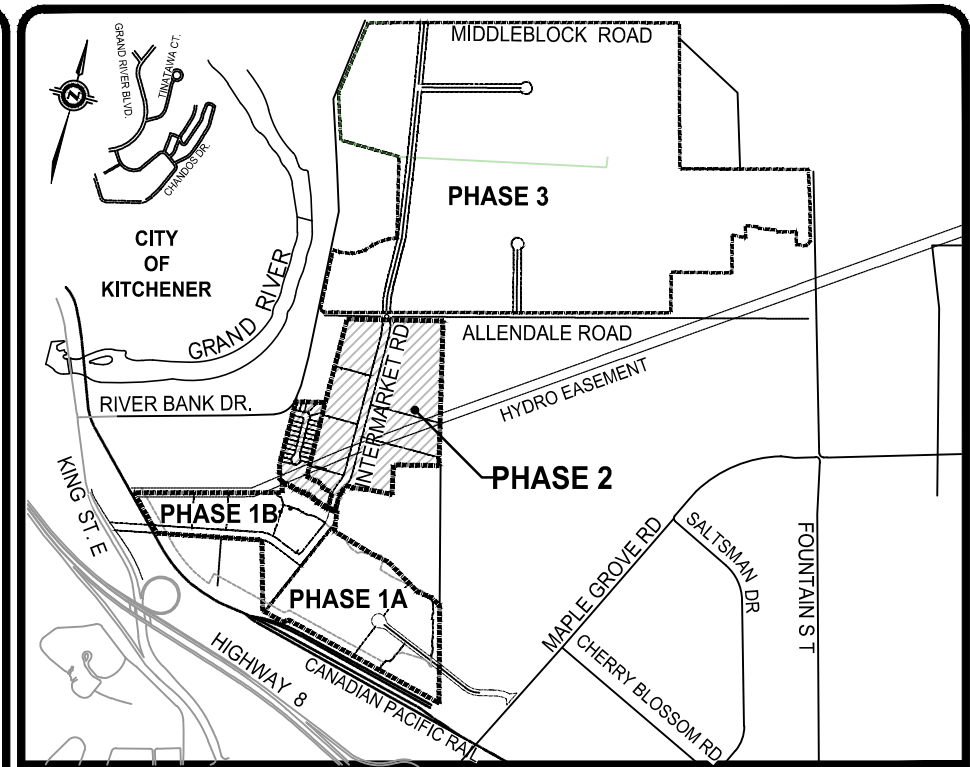 MIDDLEBLOCK ROAD
GRAND RIVER BLVD.
TINATAWA CT.
CHANDOS DR.
N
PHASE 3
CITY
OF
KITCHENER
GRAND RIVER
ALLENDALE ROAD
INTERMARKET RD
HYDRO EASEMENT
RIVER BANK DR.
PHASE 2
KING ST. E
PHASE 1B
PHASE 1A
MAPLE GROVE RD
SALTSMAN DR
FOUNTAIN ST
CHERRY BLOSSOM RD
HIGHWAY 8
CANADIAN PACIFIC RAIL